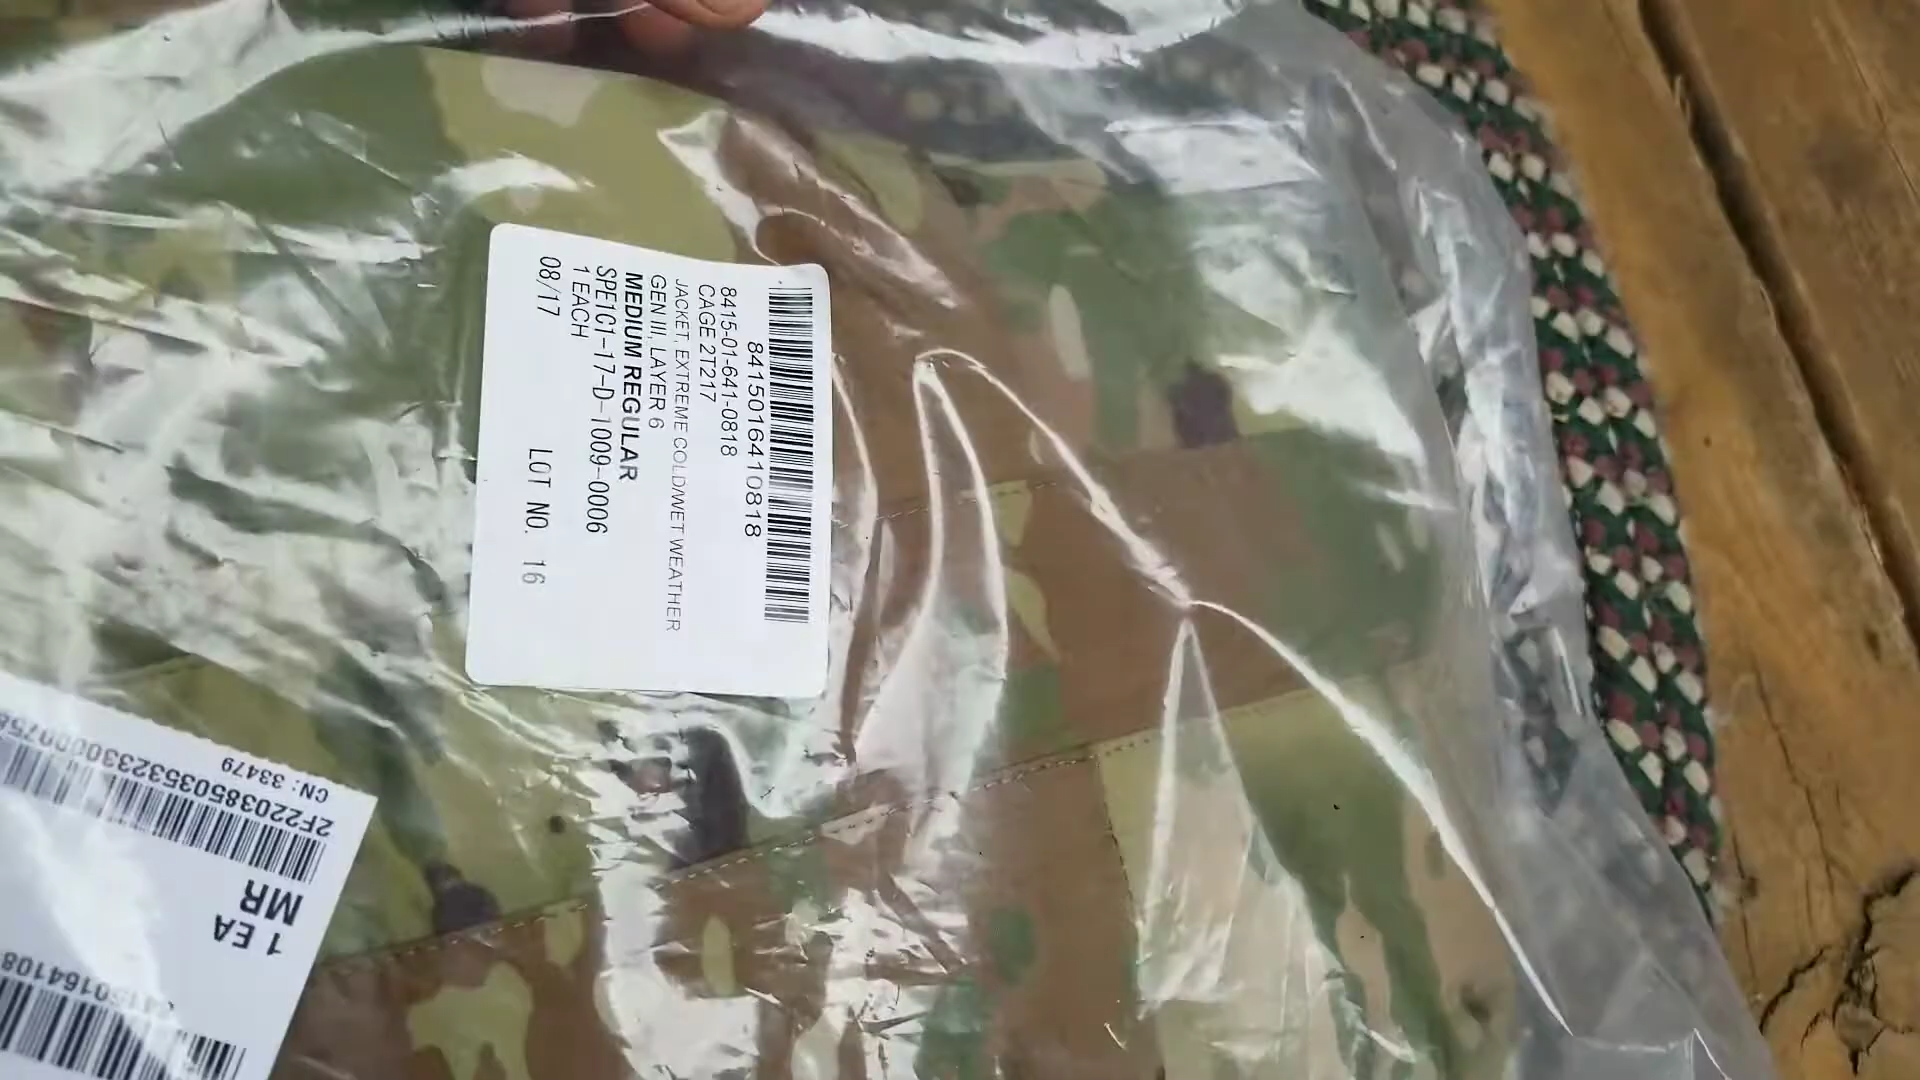 8415016410818
8415-01-641-0818
CAGE 2T217
JACKET, EXTREME COLD/WET WEATHER
GEN III, LAYER 6
MEDIUM REGULAR
SPE1C1-17-D-1009-0006
1 EACH
08/17 LOT NO. 16
CN: 33479
MR
1 EA